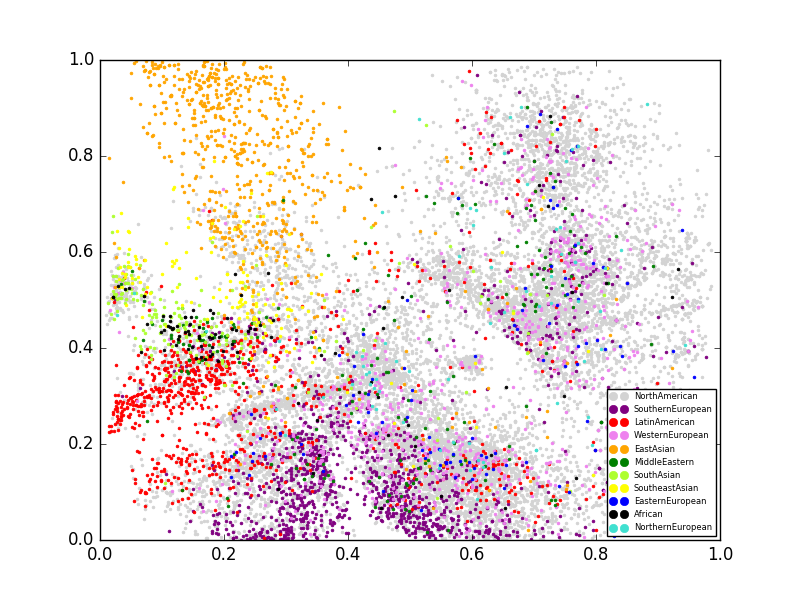 1.0
0.8
0.6
0.4
0.2
0.0
0.0 0.2 0.4 0.6 0.8 1.0
NorthAmerican
SouthernEuropean
LatinAmerican
WesternEuropean
EastAsian
MiddleEastern
SouthAsian
SoutheastAsian
EasternEuropean
African
NorthernEuropean